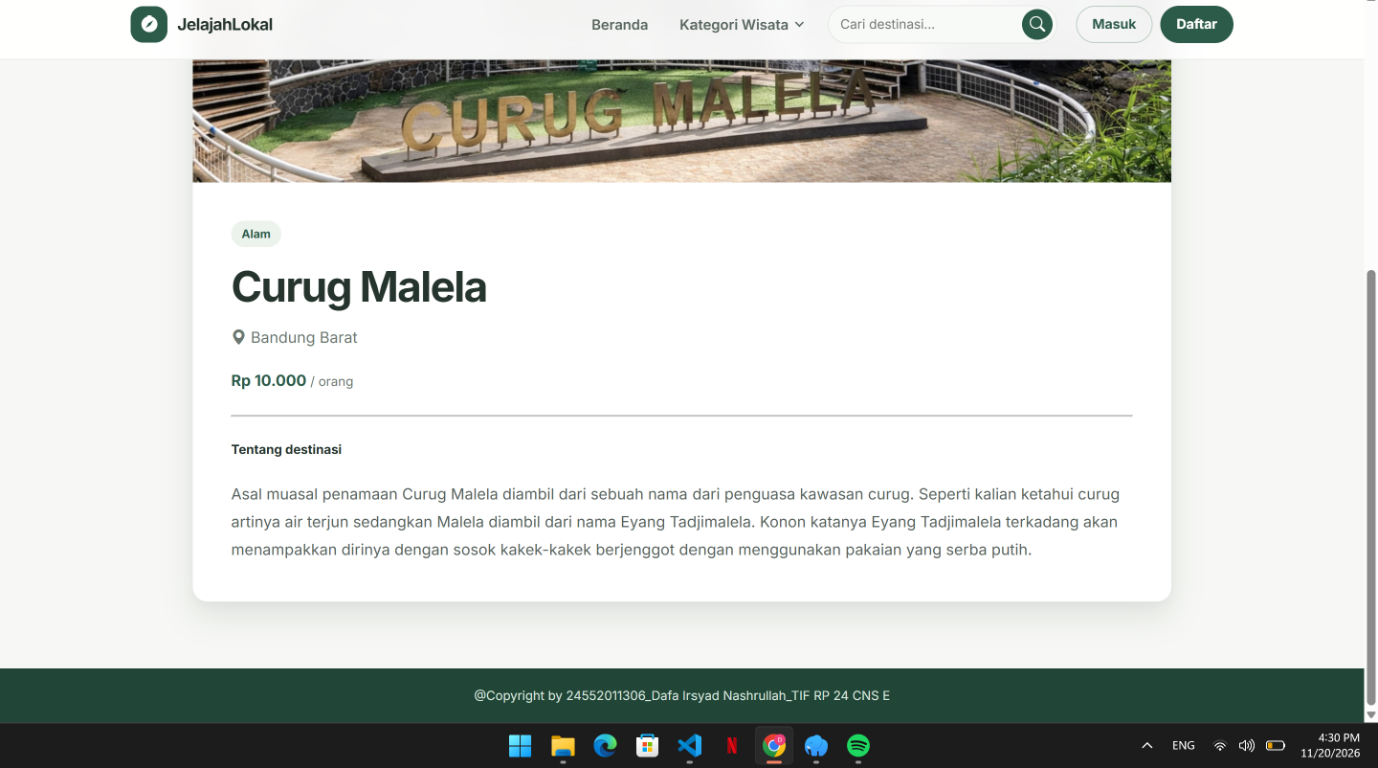 JelajahLokal
Beranda
Kategori Wisata
Cari destinasi...
Masuk
Daftar
CURUG MALELA
Alam
Curug Malela
Bandung Barat
Rp 10.000 / orang
Tentang destinasi
Asal muasal penamaan Curug Malela diambil dari sebuah nama dari penguasa kawasan curug. Seperti kalian ketahui curug
artinya air terjun sedangkan Malela diambil dari nama Eyang Tadjimalela. Konon katanya Eyang Tadjimalela terkadang akan
menampakkan dirinya dengan sosok kakek-kakek berjenggot dengan menggunakan pakaian yang serba putih.
@Copyright by 24552011306_Dafa Irsyad Nashrullah_TIF RP 24 CNS E
ENG
4:30 PM
11/20/2026